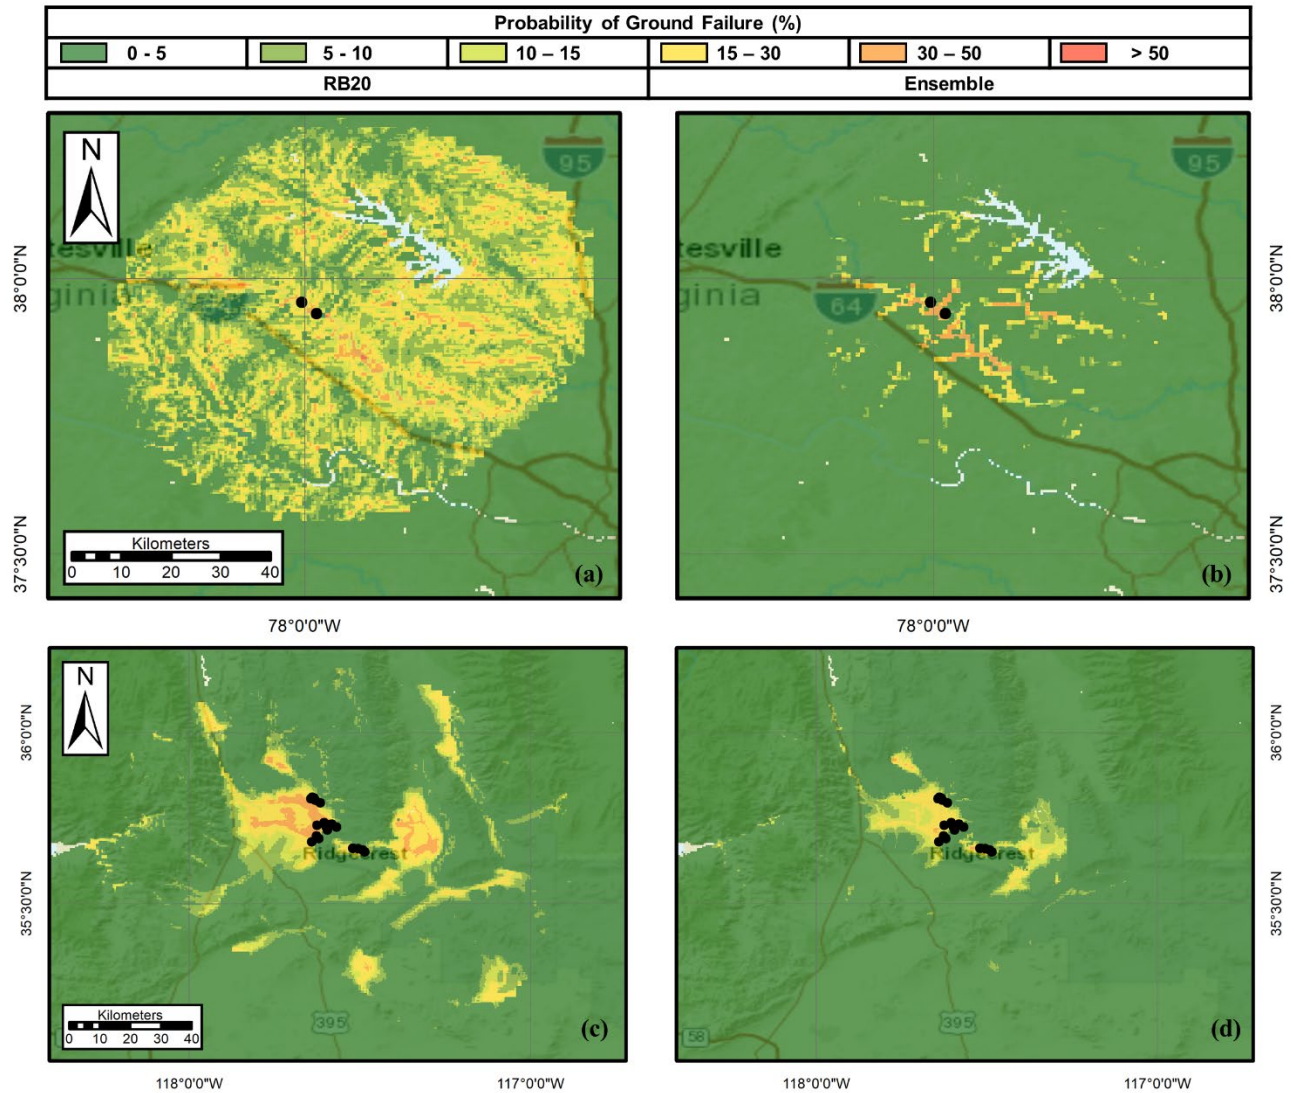 Probability of Ground Failure (%)
0 - 5
5 - 10
10 – 15
15 – 30
30 – 50
> 50
RB20
Ensemble
N
95
tesville
ginia
38°0'0"N
37°30'0"N
Kilometers
0 10 20 30 40
(a)
78°0'0"W
95
tesville
ginia
64
38°0'0"N
37°30'0"N
(b)
78°0'0"W
N
36°0'0"N
35°30'0"N
Ridgecrest
395
Kilometers
0 10 20 30 40
(c)
118°0'0"W
117°0'0"W
36°0'0"N
35°30'0"N
Ridgecrest
58
395
(d)
118°0'0"W
117°0'0"W